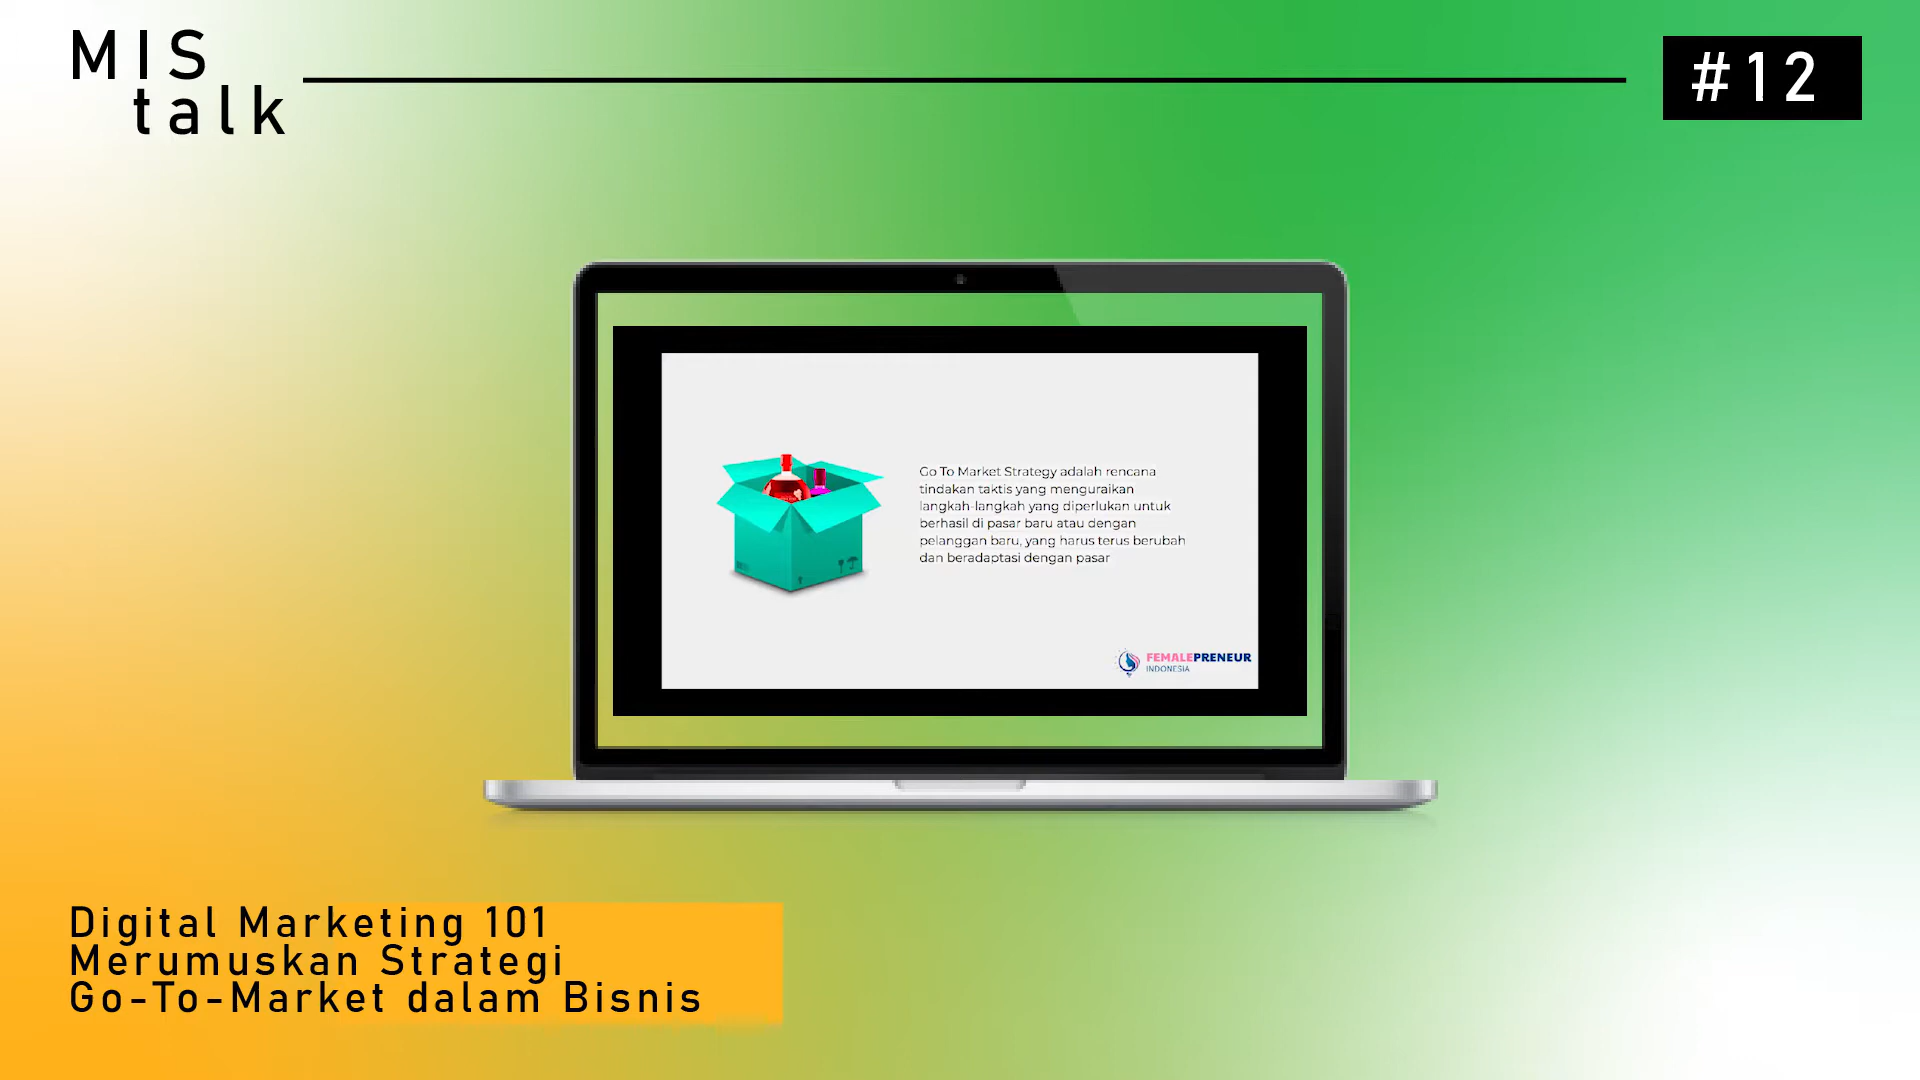 MIS
talk
#12
Go To Market Strategy adalah rencana
tindakan taktis yang menguraikan
langkah-langkah yang diperlukan untuk
berhasil di pasar baru atau dengan
pelanggan baru, yang harus terus berubah
dan beradaptasi dengan pasar
FEMALEPRENEUR
INDONESIA
Digital Marketing 101
Merumuskan Strategi
Go-To-Market dalam Bisnis